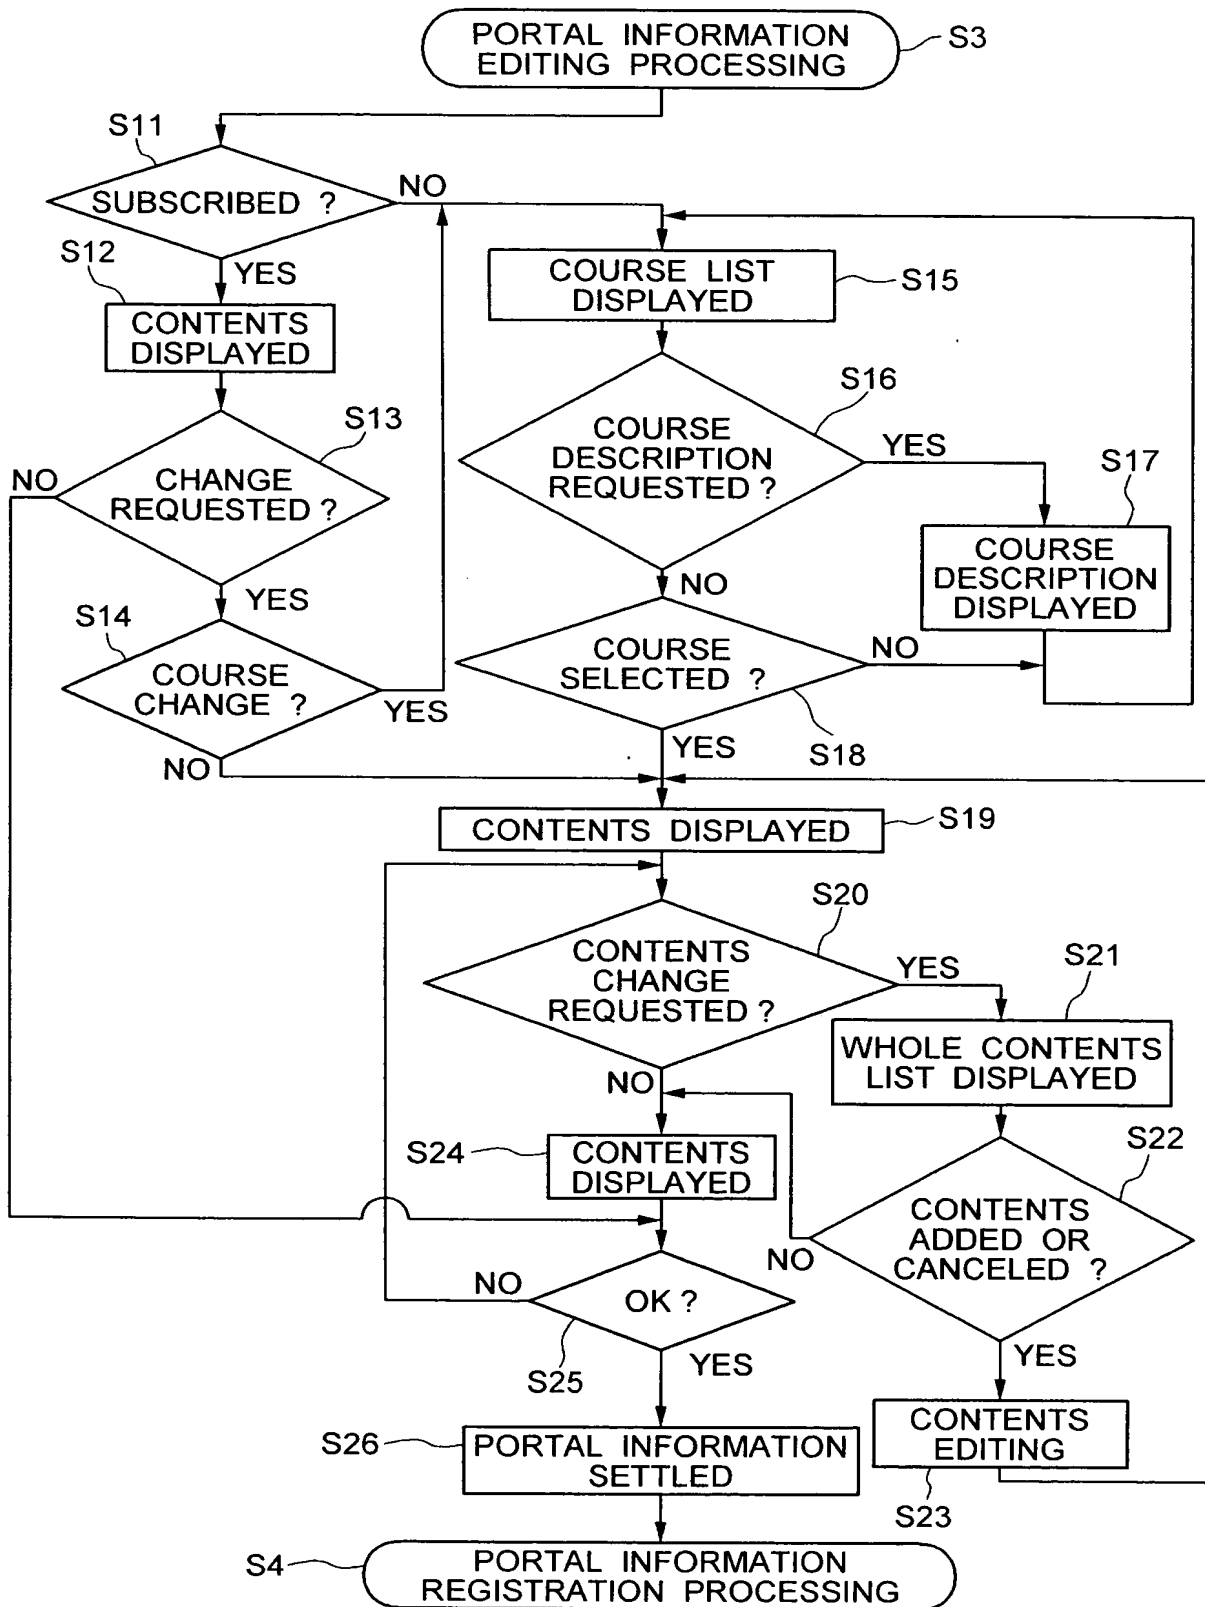 PORTAL INFORMATION
EDITING PROCESSING
S3
S11
SUBSCRIBED ?
NO
YES
S12
CONTENTS
DISPLAYED
COURSE LIST
DISPLAYED
S15
S13
CHANGE
REQUESTED ?
NO
YES
S16
COURSE
DESCRIPTION
REQUESTED ?
YES
NO
S17
COURSE
DESCRIPTION
DISPLAYED
S14
COURSE
CHANGE ?
YES
NO
COURSE
SELECTED ?
NO
YES
S18
CONTENTS DISPLAYED
S19
S20
CONTENTS
CHANGE
REQUESTED ?
YES
NO
S21
WHOLE CONTENTS
LIST DISPLAYED
S24
CONTENTS
DISPLAYED
S22
CONTENTS
ADDED OR
CANCELED ?
NO
YES
NO
OK ?
YES
S25
CONTENTS
EDITING
S23
S26
PORTAL INFORMATION
SETTLED
S4
PORTAL INFORMATION
REGISTRATION PROCESSING